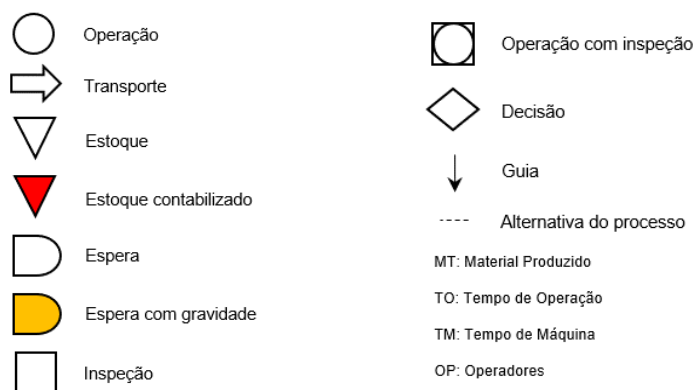 Operação
Transporte
Estoque
Estoque contabilizado
Espera
Espera com gravidade
Inspeção
Operação com inspeção
Decisão
Guia
Alternativa do processo
MT: Material Produzido
TO: Tempo de Operação
TM: Tempo de Máquina
OP: Operadores